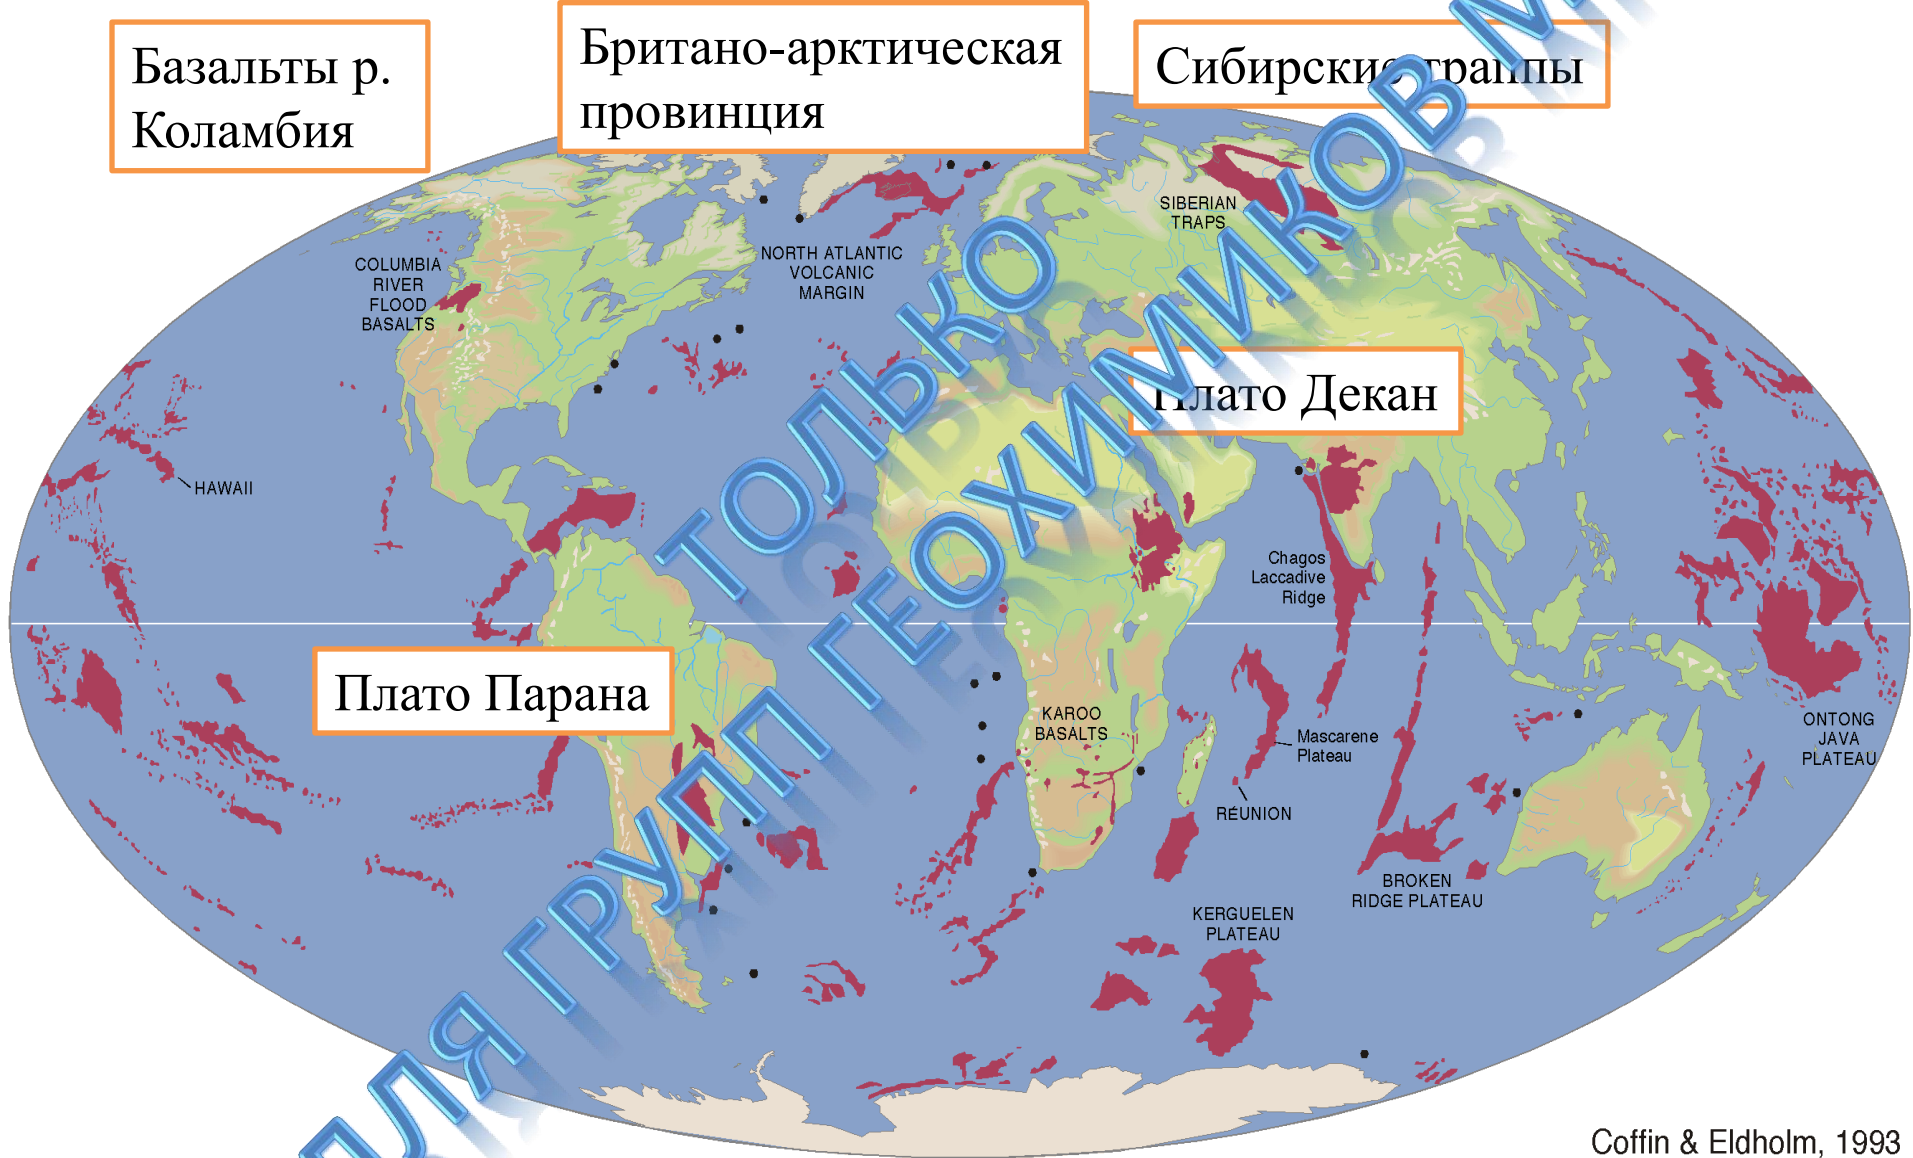 Базальты р.
Коламбия
Британо-арктическая
провинция
Сибирские траппы
SIBERIAN
TRAPS
NORTH ATLANTIC
VOLCANIC
MARGIN
COLUMBIA
RIVER
FLOOD
BASALTS
Плато Декан
HAWAII
Chagos
Laccadive
Ridge
Плато Парана
KAROO
BASALTS
Mascarene
Plateau
ONTONG
JAVA
PLATEAU
RÉUNION
BROKEN
RIDGE PLATEAU
KERGUELEN
PLATEAU
ТОЛЬКО
ДЛЯ ГРУПП ГЕОХИМИКОВ
Coffin & Eldholm, 1993